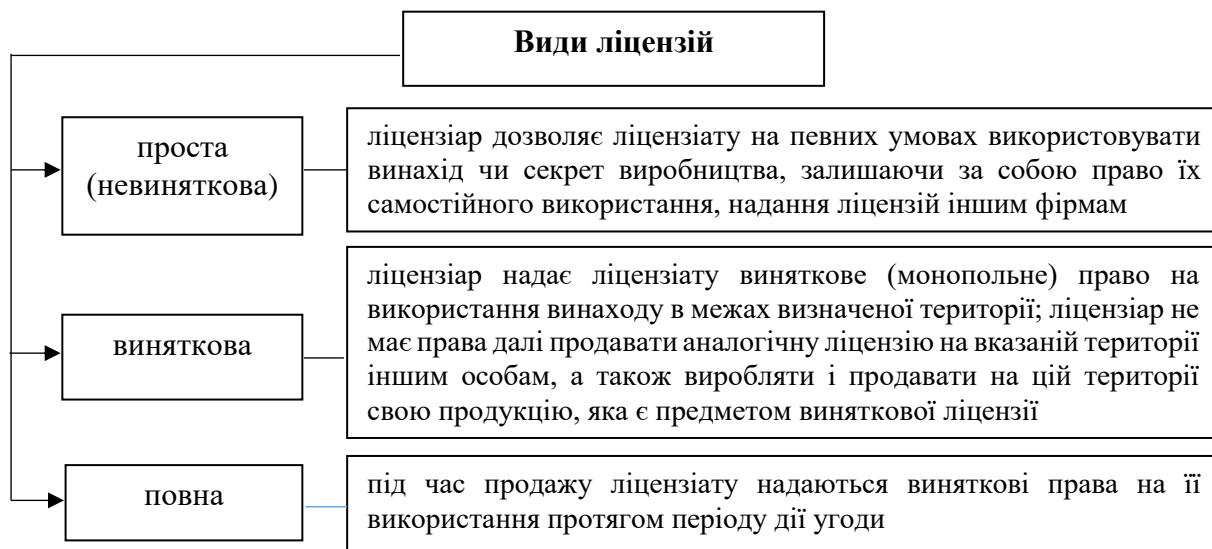 Види ліцензій
проста
(невиняткова)
ліцензіар дозволяє ліцензіату на певних умовах використовувати
винахід чи секрет виробництва, залишаючи за собою право їх
самостійного використання, надання ліцензій іншим фірмам
виняткова
ліцензіар надає ліцензіату виняткове (монопольне) право на
використання винаходу в межах визначеної території; ліцензіар не
має права далі продавати аналогічну ліцензію на вказаній території
іншим особам, а також виробляти і продавати на цій території
свою продукцію, яка є предметом виняткової ліцензії
повна
під час продажу ліцензіату надаються виняткові права на її
використання протягом періоду дії угоди